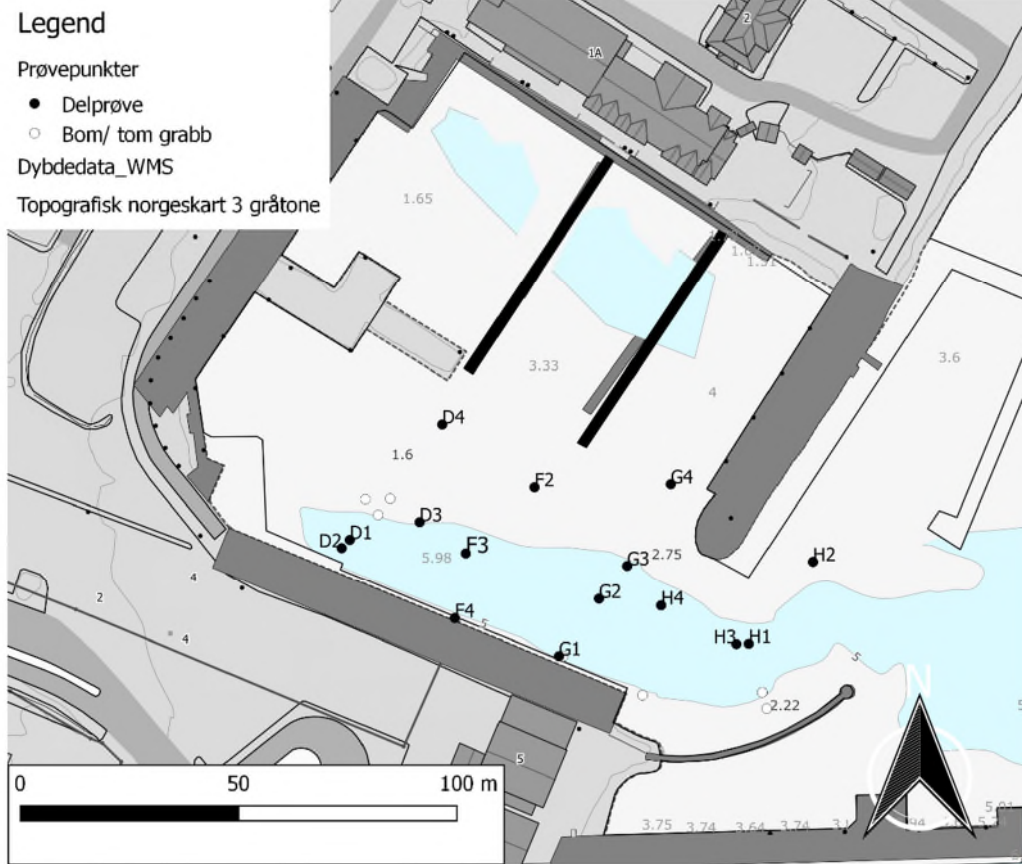 Legend
Prøvepunkter
Delprøve
Bom/ tom grabb
Dybdedata_WMS
Topografisk norgeskart 3 gråtone
2
1A
1.65
3.33
4
3.6
D4
1.6
F2
G4
D3
D1
D2
F3
5.98
G3
2.75
H2
G2
H4
F4
5
H3
H1
G1
4
2
4
5
2.22
5
N
0
50
100 m
3.75
3.74
3.64
3.74
5.01